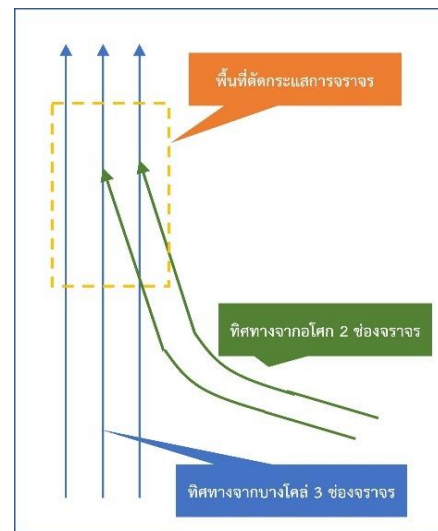 พื้นที่ตัดกระแสการจราจร
ทิศทางจากอโศก 2 ช่องจราจร
ทิศทางจากบางโคล่ 3 ช่องจราจร